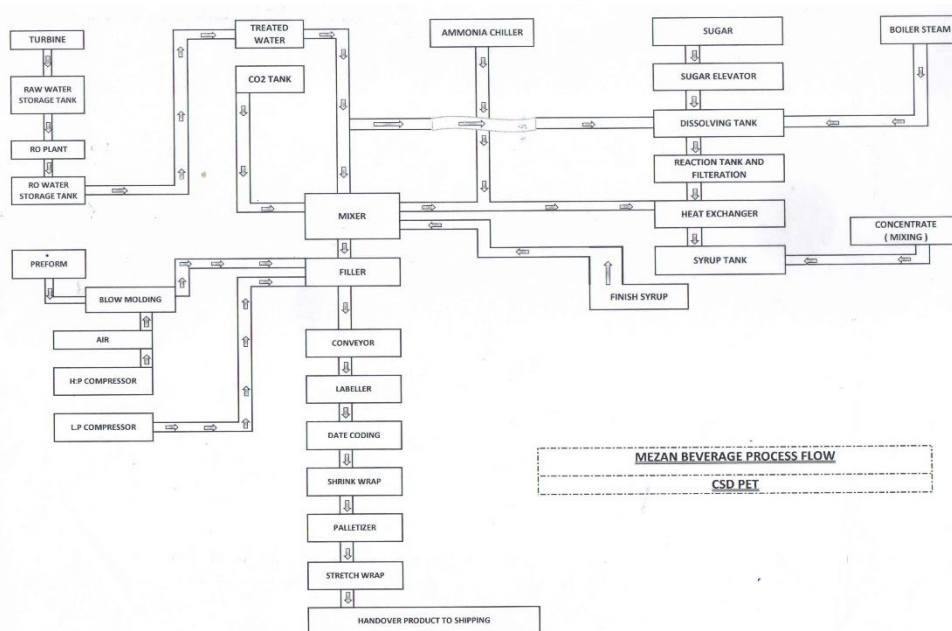 TURBINE
RAW WATER
STORAGE TANK
RO PLANT
RO WATER
STORAGE TANK
TREATED
WATER
CO2 TANK
AMMONIA CHILLER
SUGAR
SUGAR ELEVATOR
DISSOLVING TANK
REACTION TANK AND
FILTERATION
HEAT EXCHANGER
SYRUP TANK
BOILER STEAM
CONCENTRATE
( MIXING )
FINISH SYRUP
MIXER
FILLER
PREFORM
BLOW MOLDING
AIR
H:P COMPRESSOR
L.P COMPRESSOR
CONVEYOR
LABELLER
DATE CODING
SHRINK WRAP
PALLETIZER
STRETCH WRAP
HANDOVER PRODUCT TO SHIPPING
MEZAN BEVERAGE PROCESS FLOW
CSD PET